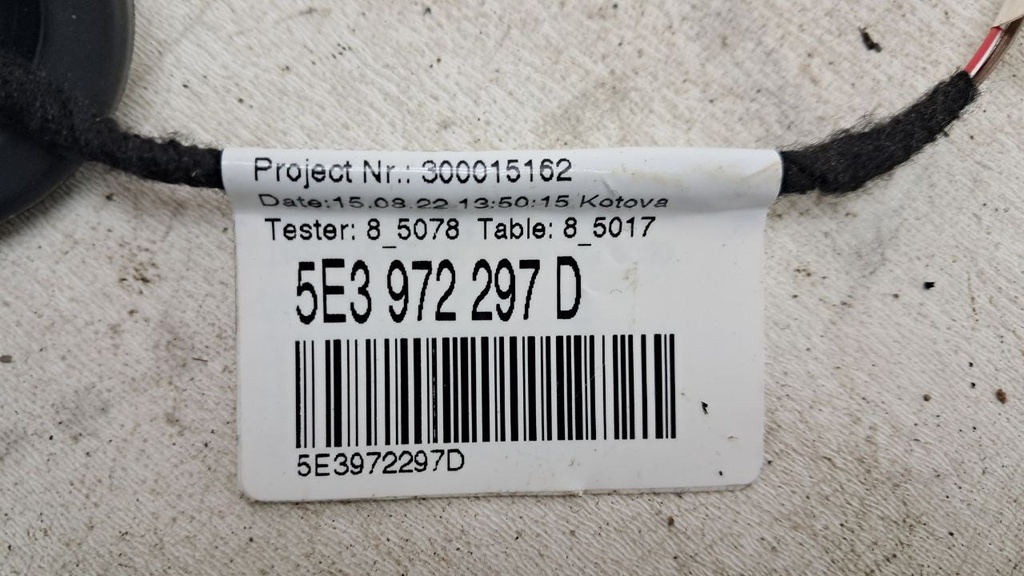 Project Nr.: 300015162
Date:15.08.22 13:50:15 Kotova
Tester: 8_5078 Table: 8_5017
5E3 972 297 D
5E3972297D